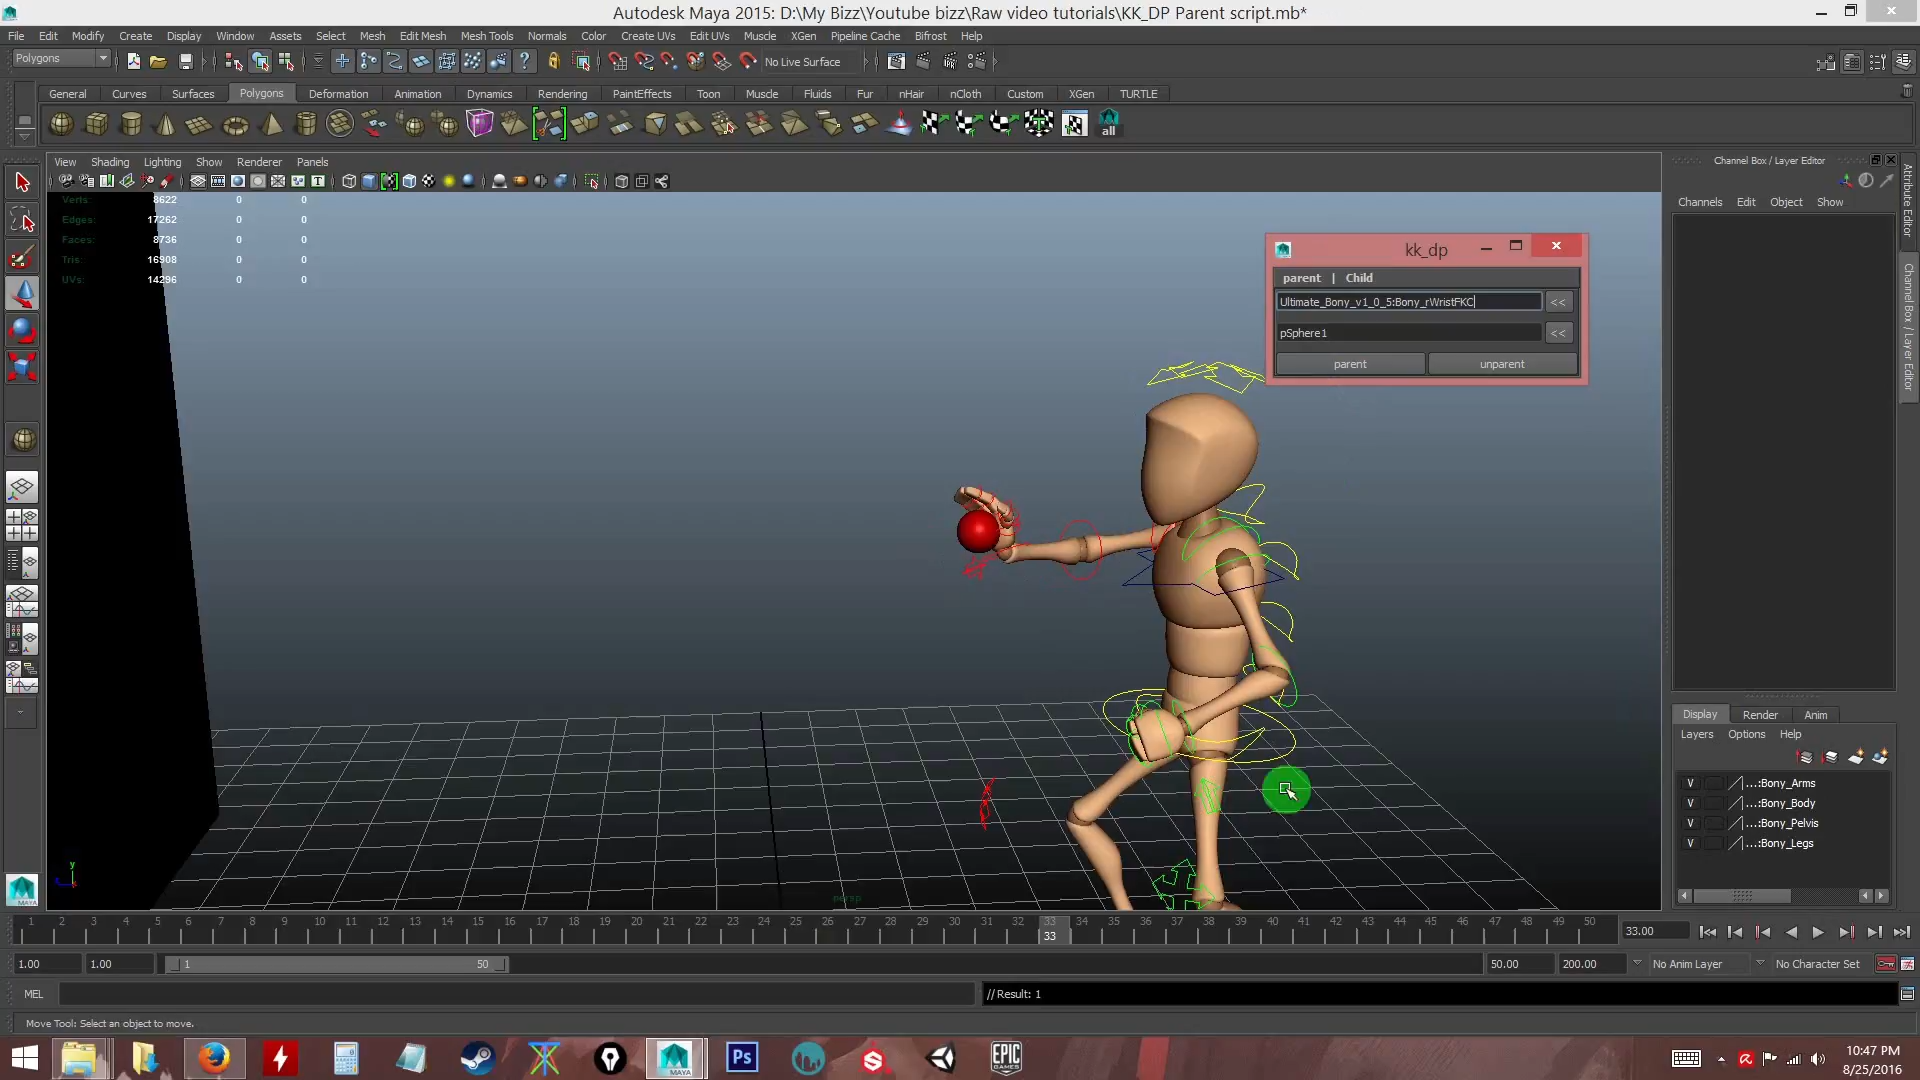 Autodesk Maya 2015: D:\My Bizz\Youtube bizz\Raw video tutorials\KK_DP Parent script.mb*
File Edit Modify Create Display Window Assets Select Mesh Edit Mesh Mesh Tools Normals Color Create UVs Edit UVs Muscle XGen Pipeline Cache Bifrost Help
Polygons
No Live Surface
General Curves Surfaces Polygons Deformation Animation Dynamics Rendering PaintEffects Toon Muscle Fluids Fur nHair nCloth Custom XGen TURTLE
all
View Shading Lighting Show Renderer Panels
Verts: 8622 0 0
Edges: 17262 0 0
Faces: 8736 0 0
Tris: 16908 0 0
UVs: 14296 0 0
kk_dp
parent | Child
Ultimate_Bony_v1_0_5:Bony_rWristFKC <<
pSphere1 <<
parent unparent
Channel Box / Layer Editor
Channels Edit Object Show
Attribute Editor
Channel Box / Layer Editor
Display Render Anim
Layers Options Help
V ...:Bony_Arms
V ...:Bony_Body
V ...:Bony_Pelvis
V ...:Bony_Legs
y
persp
MAYA
1 2 3 4 5 6 7 8 9 10 11 12 13 14 15 16 17 18 19 20 21 22 23 24 25 26 27 28 29 30 31 32 33 34 35 36 37 38 39 40 41 42 43 44 45 46 47 48 49 50
33
33.00
1.00 1.00 1 50 50.00 200.00 No Anim Layer No Character Set
MEL // Result: 1
Move Tool: Select an object to move.
MAYA
Ps
EPIC GAMES
10:47 PM
8/25/2016